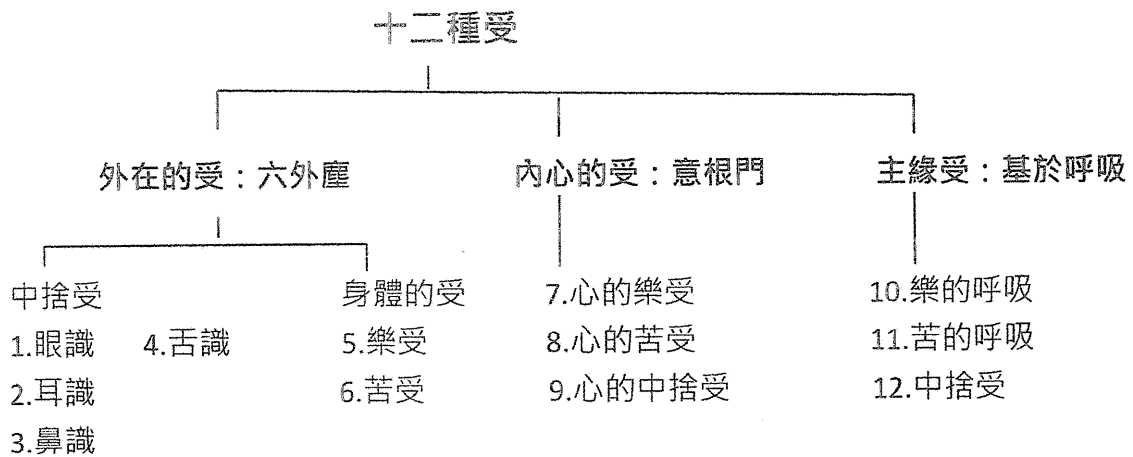 十二種受
外在的受：六外塵
內心的受：意根門
主緣受：基於呼吸
中捨受
1.眼識 4.舌識
2.耳識
3.鼻識
身體的受
5.樂受
6.苦受
7.心的樂受
8.心的苦受
9.心的中捨受
10.樂的呼吸
11.苦的呼吸
12.中捨受